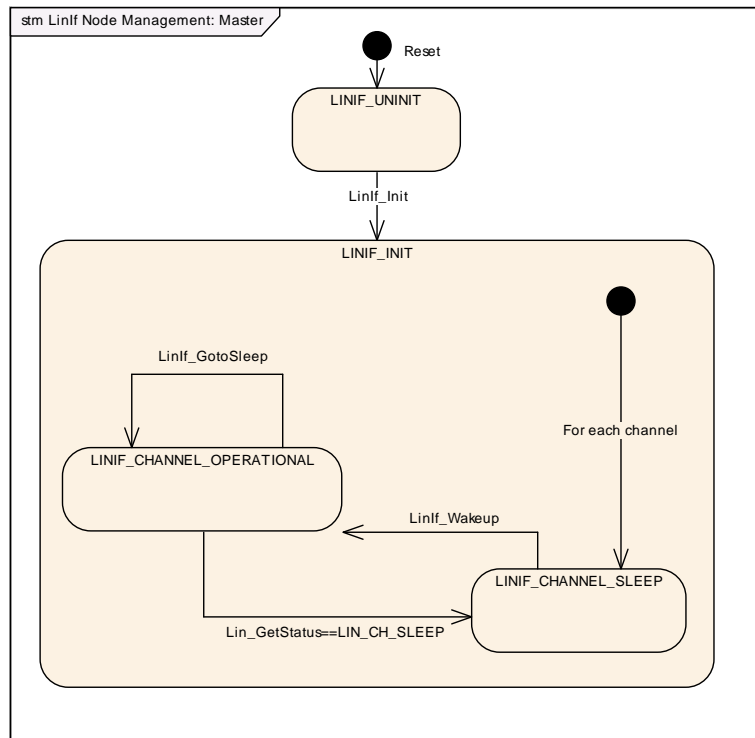 stm LinIf Node Management: Master
Reset
LINIF_UNINIT
LinIf_Init
LINIF_INIT
LinIf_GotoSleep
For each channel
LINIF_CHANNEL_OPERATIONAL
LinIf_Wakeup
LINIF_CHANNEL_SLEEP
Lin_GetStatus==LIN_CH_SLEEP